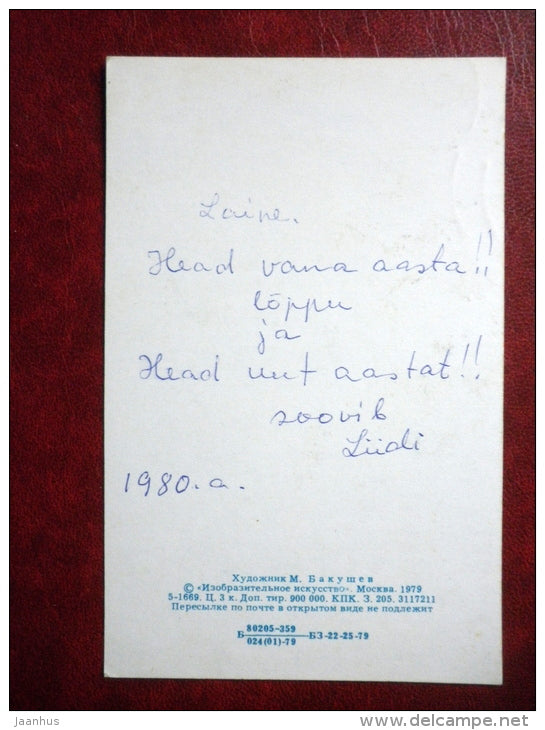 Laine.
Head vana aasta!!
lõppu
ja
Head uut aastat!!
soovib
Liidi
1980.a.
Художник М. Бакушев
© «Изобразительное искусство». Москва. 1979
5-1669. Ц. 3 к. Доп. тир. 900 000. КПК. З. 205. 3117211
Пересылке по почте в открытом виде не подлежит
Б 80205-359 БЗ-22-25-79
024(01)-79
jaanhus
www.delcampe.net